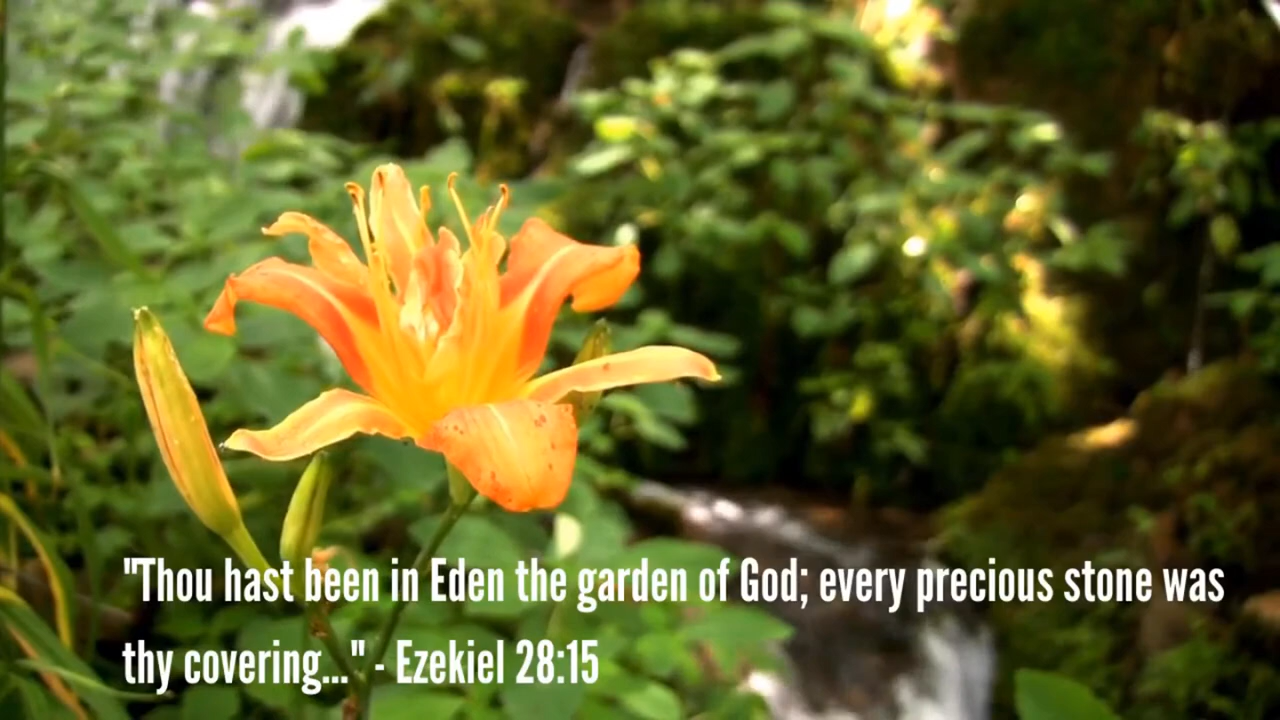 "Thou hast been in Eden the garden of God; every precious stone was
thy covering..." - Ezekiel 28:15